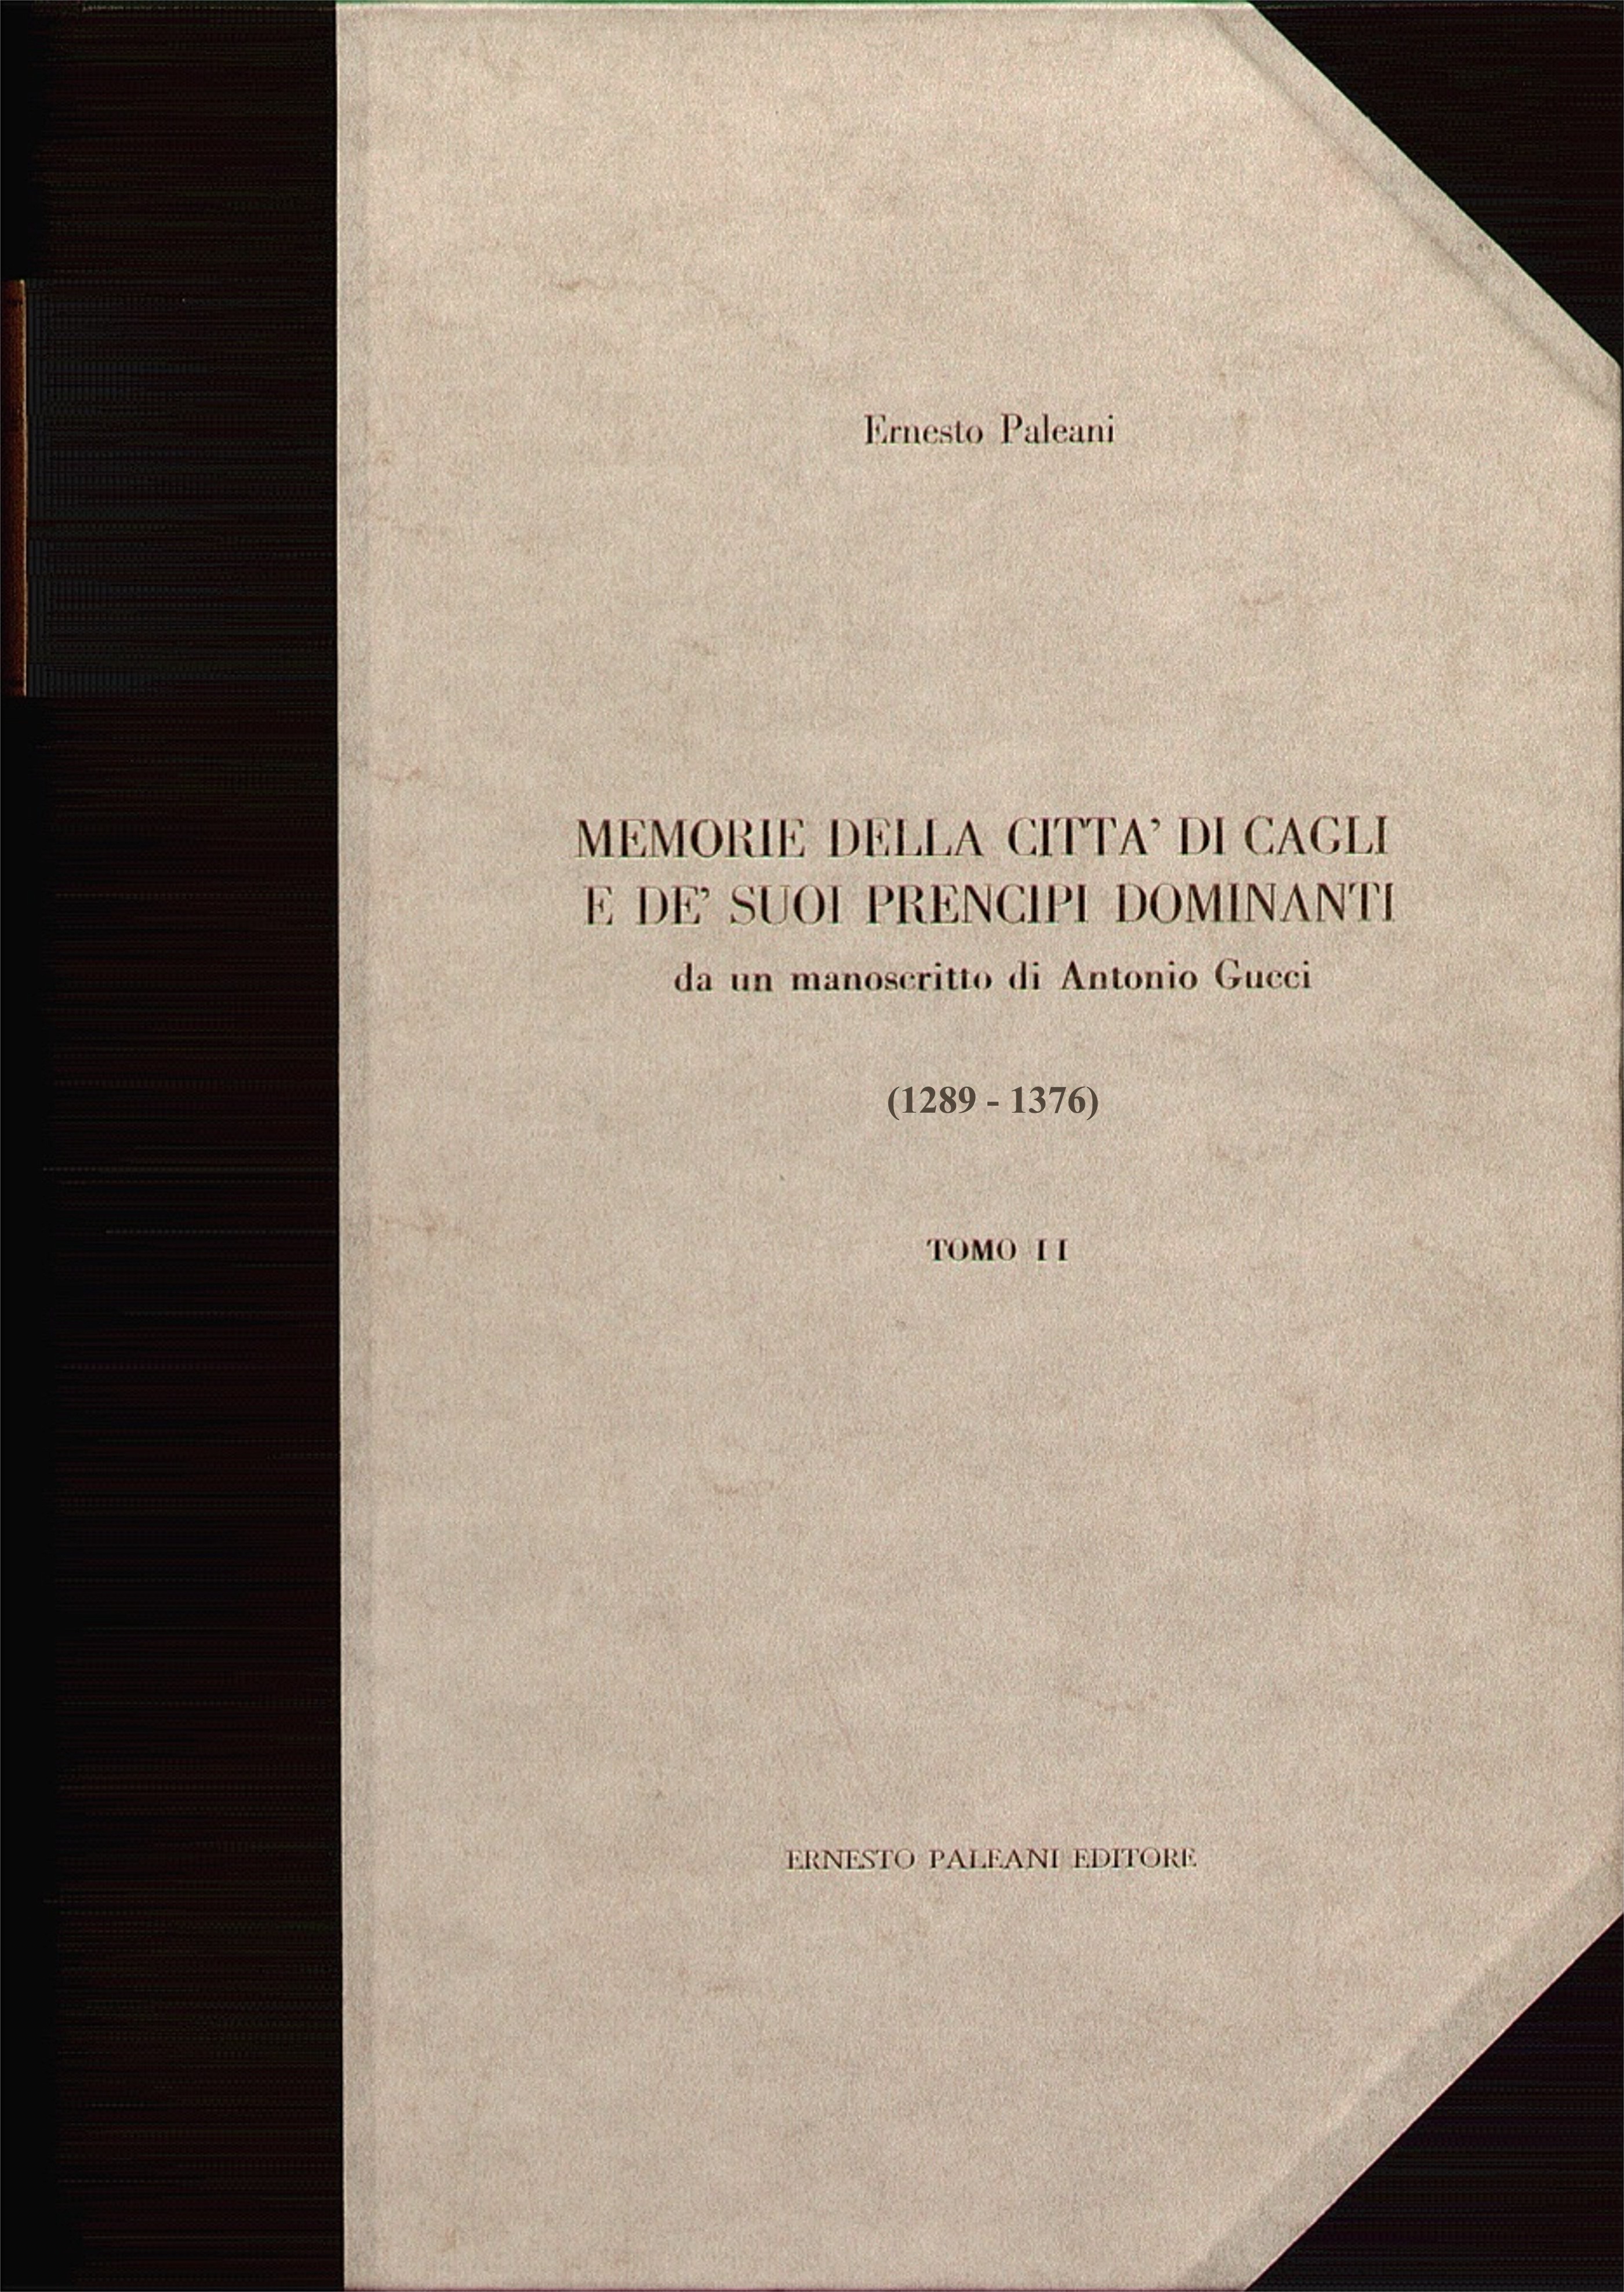 Ernesto Paleani
MEMORIE DELLA CITTA' DI CAGLI
E DE' SUOI PRENCIPI DOMINANTI
da un manoscritto di Antonio Gucci
(1289 - 1376)
TOMO II
ERNESTO PALEANI EDITORE